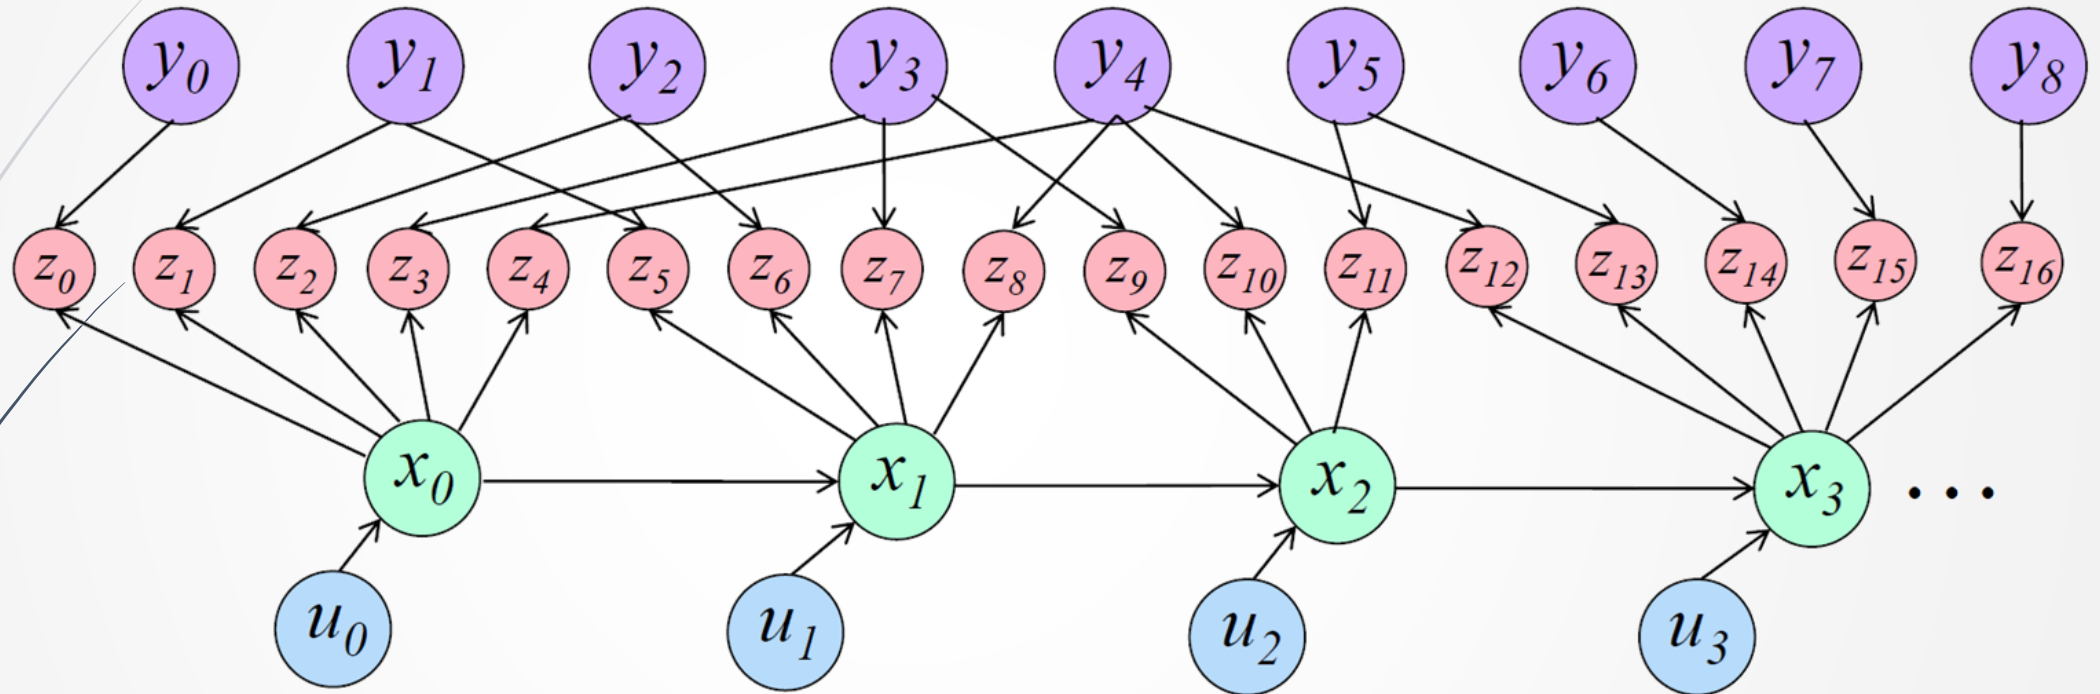 y0 y1 y2 y3 y4 y5 y6 y7 y8
z0 z1 z2 z3 z4 z5 z6 z7 z8 z9 z10 z11 z12 z13 z14 z15 z16
x0 x1 x2 x3 ...
u0 u1 u2 u3